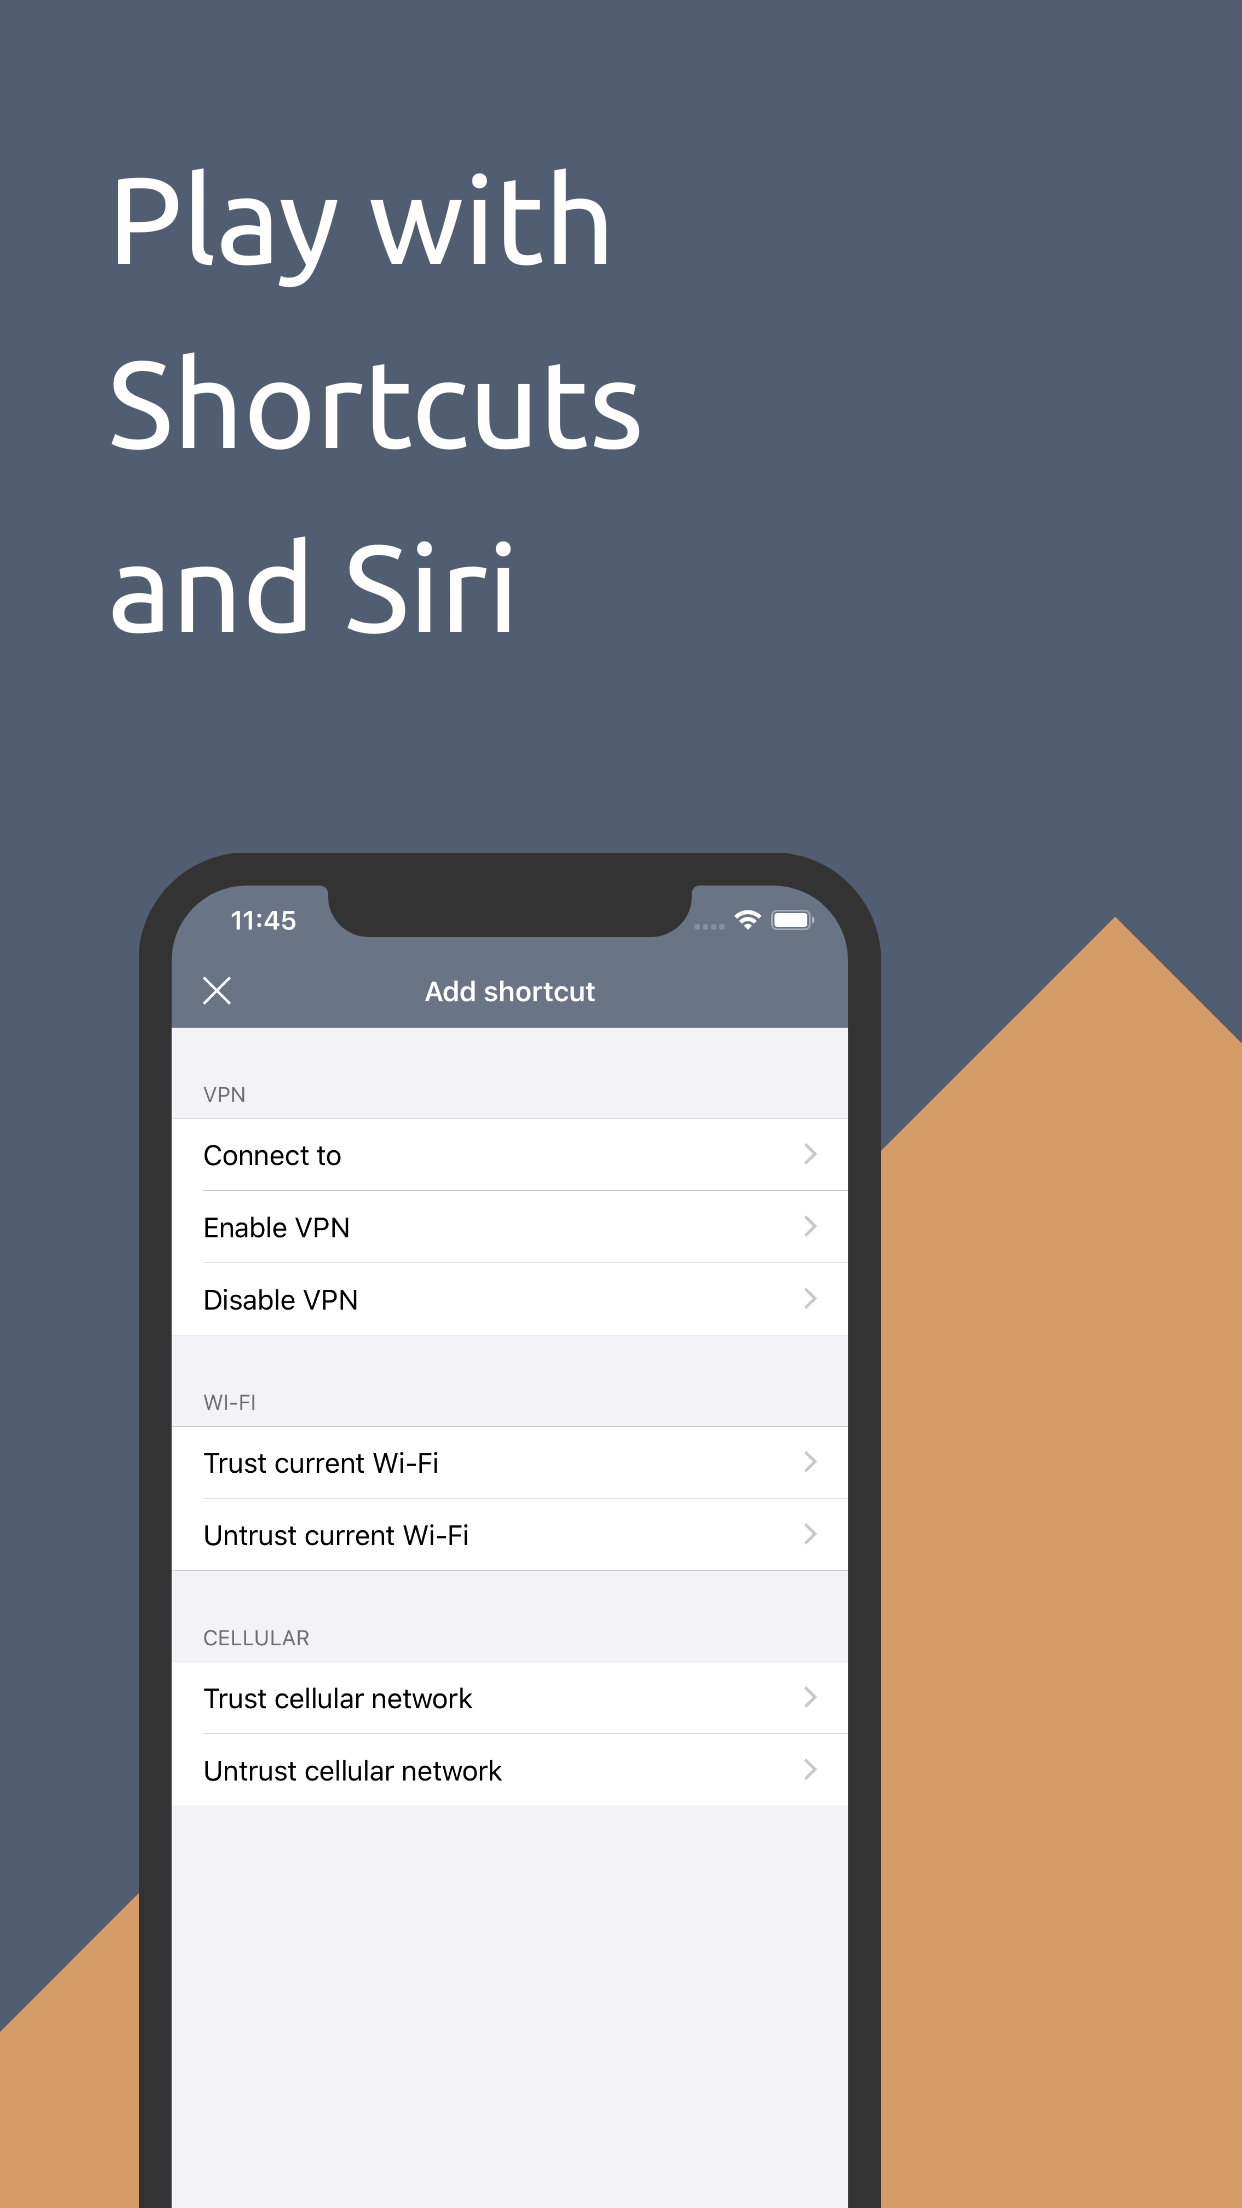 Play with
Shortcuts
and Siri
11:45
Add shortcut
VPN
Connect to
Enable VPN
Disable VPN
WI-FI
Trust current Wi-Fi
Untrust current Wi-Fi
CELLULAR
Trust cellular network
Untrust cellular network